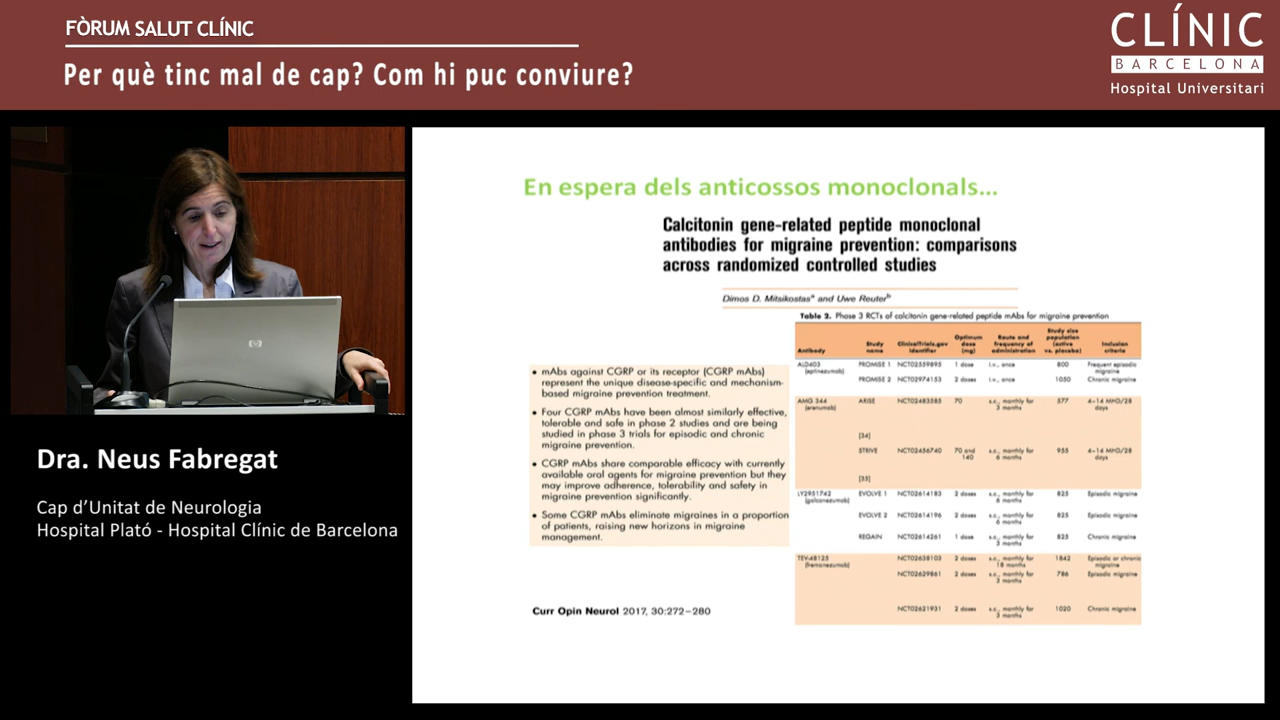 FÒRUM SALUT CLÍNIC
Per què tinc mal de cap? Com hi puc conviure?
CLÍNIC
BARCELONA
Hospital Universitari
Dra. Neus Fabregat
Cap d'Unitat de Neurologia
Hospital Plató - Hospital Clínic de Barcelona
En espera dels anticossos monoclonals...
Calcitonin gene-related peptide monoclonal
antibodies for migraine prevention: comparisons
across randomized controlled studies
Dimos D. Mitsikostas^a and Uwe Reuter^b
• mAbs against CGRP or its receptor (CGRP mAbs)
represent the unique disease-specific and mechanism-
based migraine prevention treatment.
• Four CGRP mAbs have been almost similarly effective,
tolerable and safe in phase 2 studies and are being
studied in phase 3 trials for episodic and chronic
migraine prevention.
• CGRP mAbs share comparable efficacy with currently
available oral agents for migraine prevention but they
may improve adherence, tolerability and safety in
migraine prevention significantly.
• Some CGRP mAbs eliminate migraines in a proportion
of patients, raising new horizons in migraine
management.
Curr Opin Neurol 2017, 30:272–280
Table 2. Phase 3 RCTs of calcitonin gene-related peptide mAbs for migraine prevention
Antibody Study name ClinicalTrials.gov identifier Optimum dose (mg) Route and frequency of administration Study size population (active vs. placebo) Inclusion criteria
ALD403 (eptinezumab) PROMISE 1 NCT02559895 1 dose i.v., once 800 Frequent episodic migraine
PROMISE 2 NCT02974153 2 doses i.v., once 1050 Chronic migraine
AMG 344 (erenumab) ARISE NCT02483585 70 s.c., monthly for 3 months 577 4–14 MHD/28 days
[34]
STRIVE NCT02456740 70 and 140 s.c., monthly for 6 months 955 4–14 MHD/28 days
[35]
LY2951742 (galcanezumab) EVOLVE 1 NCT02614183 2 doses s.c., monthly for 6 months 825 Episodic migraine
EVOLVE 2 NCT02614196 2 doses s.c., monthly for 6 months 825 Episodic migraine
REGAIN NCT02614261 1 dose s.c., monthly for 3 months 825 Chronic migraine
TEV-48125 (fremanezumab) NCT02638103 2 doses s.c., monthly for 18 months 1842 Episodic or chronic migraine
NCT02629861 2 doses s.c., monthly for 3 months 786 Episodic migraine
NCT02621931 2 doses s.c., monthly for 3 months 1020 Chronic migraine
hp